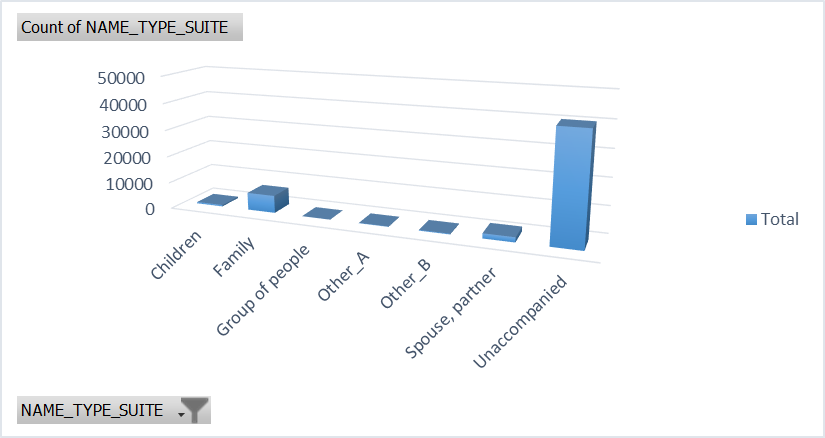 Count of NAME_TYPE_SUITE
50000
40000
30000
20000
10000
0
Children
Family
Group of people
Other_A
Other_B
Spouse, partner
Unaccompanied
Total
NAME_TYPE_SUITE